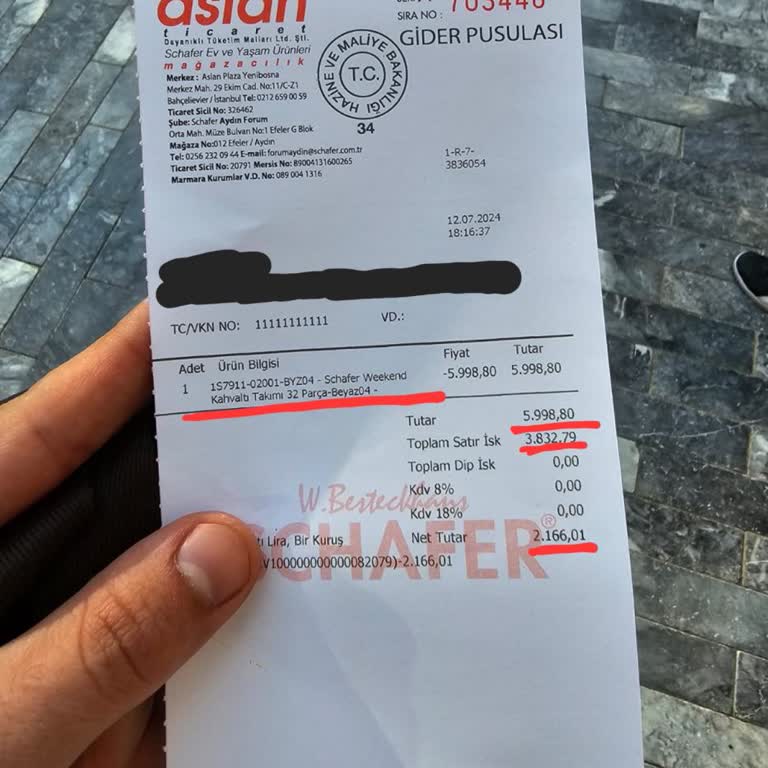 aslan
ticaret
Dayanıklı Tüketim Malları Ltd. Şti.
Schafer Ev ve Yaşam Ürünleri
mağazacılık
Merkez : Aslan Plaza Yenibosna
Merkez Mah. 29 Ekim Cad. No:11/C-Z1
Bahçelievler / İstanbul Tel: 0212 659 00 59
Ticaret Sicil No: 326462
Şube: Schafer Aydın Forum
Orta Mah. Müze Bulvarı No:1 Efeler G Blok
Mağaza No:012 Efeler / Aydın
Tel: 0256 232 09 44 E-mail: forumaydin@schafer.com.tr
Ticaret Sicil No: 20791 Mersis No: 89004131600265
Marmara Kurumlar V.D. No: 089 004 1316
SIRA NO : 703446
GİDER PUSULASI
T.C.
HAZİNE VE MALİYE BAKANLIĞI
34
1-R-7-
3836054
12.07.2024
18:16:37
TC/VKN NO: 11111111111 VD.:
Adet Ürün Bilgisi Fiyat Tutar
1 1S7911-02001-BYZ04 - Schafer Weekend -5.998,80 5.998,80
Kahvaltı Takımı 32 Parça-Beyaz04 -
Tutar 5.998,80
Toplam Satır İsk 3.832,79
Toplam Dip İsk 0,00
Kdv 8% 0,00
Kdv 18% 0,00
W.Besteckhaus
SCHAFER®
tı Lira, Bir Kuruş Net Tutar 2.166,01
V10000000000082079)-2.166,01